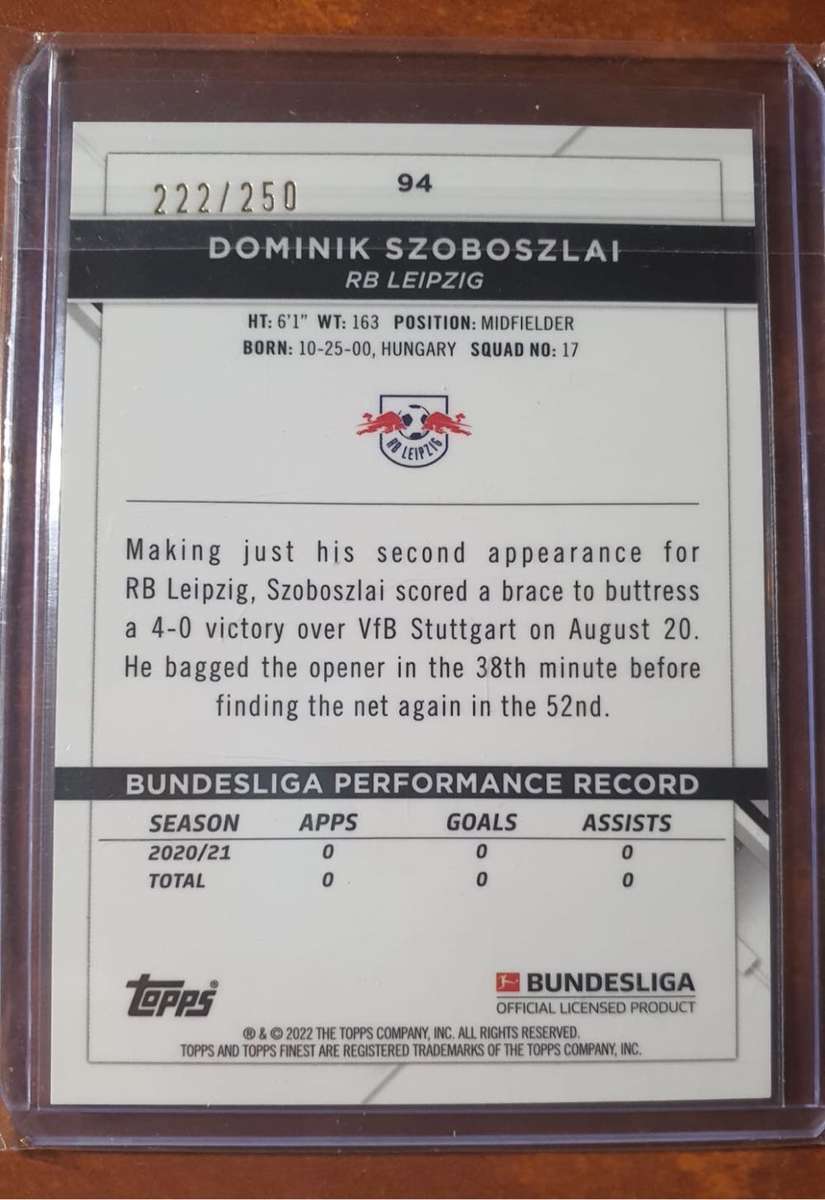 222/250
94
DOMINIK SZOBOSZLAI
RB LEIPZIG
HT: 6'1" WT: 163 POSITION: MIDFIELDER
BORN: 10-25-00, HUNGARY SQUAD NO: 17
RB LEIPZIG
Making just his second appearance for
RB Leipzig, Szoboszlai scored a brace to buttress
a 4-0 victory over VfB Stuttgart on August 20.
He bagged the opener in the 38th minute before
finding the net again in the 52nd.
BUNDESLIGA PERFORMANCE RECORD
SEASON APPS GOALS ASSISTS
2020/21 0 0 0
TOTAL 0 0 0
Topps®
BUNDESLIGA
OFFICIAL LICENSED PRODUCT
® & © 2022 THE TOPPS COMPANY, INC. ALL RIGHTS RESERVED.
TOPPS AND TOPPS FINEST ARE REGISTERED TRADEMARKS OF THE TOPPS COMPANY, INC.